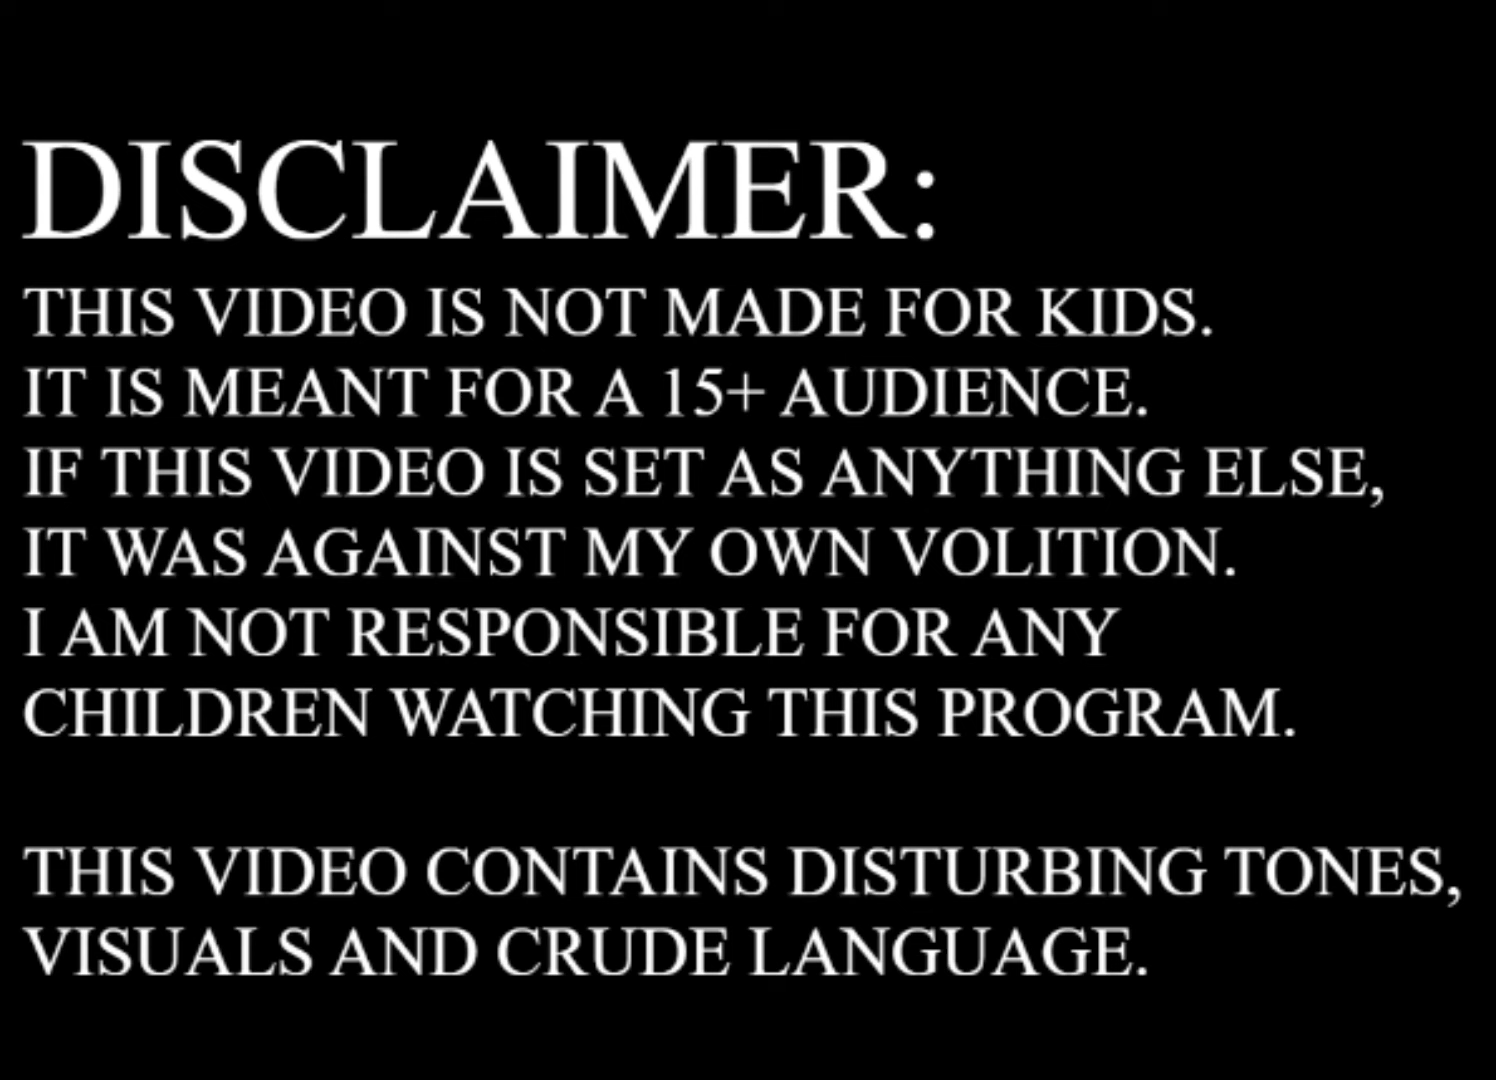 DISCLAIMER:
THIS VIDEO IS NOT MADE FOR KIDS.
IT IS MEANT FOR A 15+ AUDIENCE.
IF THIS VIDEO IS SET AS ANYTHING ELSE,
IT WAS AGAINST MY OWN VOLITION.
I AM NOT RESPONSIBLE FOR ANY
CHILDREN WATCHING THIS PROGRAM.
THIS VIDEO CONTAINS DISTURBING TONES,
VISUALS AND CRUDE LANGUAGE.